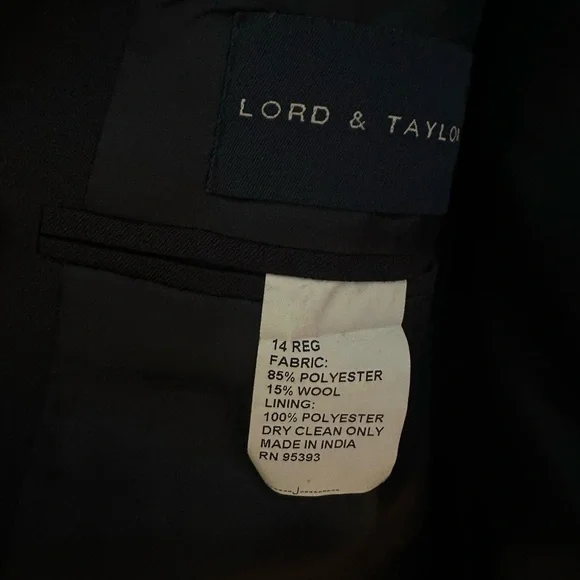 LORD & TAYLO
14 REG
FABRIC:
85% POLYESTER
15% WOOL
LINING:
100% POLYESTER
DRY CLEAN ONLY
MADE IN INDIA
RN 95393